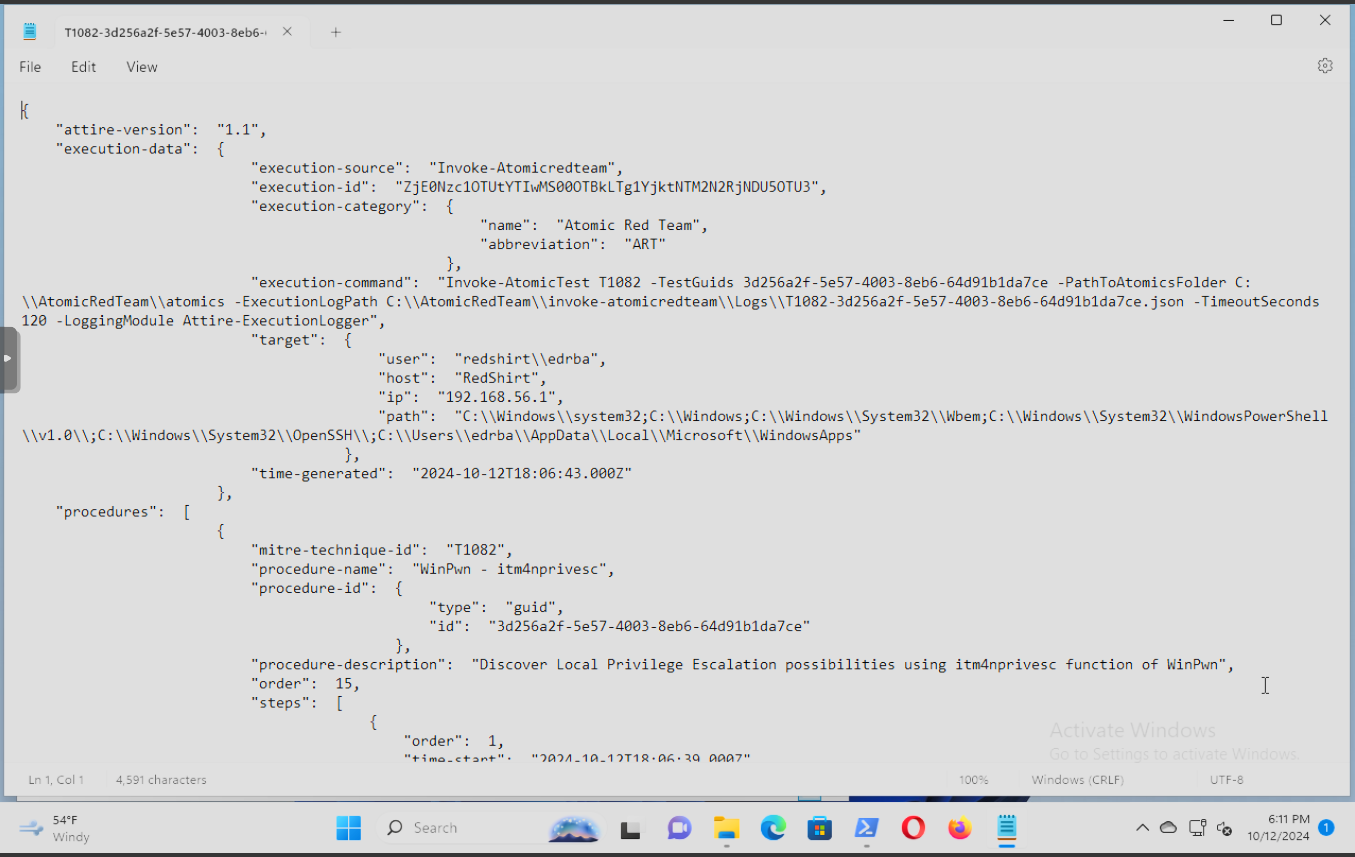 T1082-3d256a2f-5e57-4003-8eb6-
File Edit View
{
"attire-version": "1.1",
"execution-data": {
"execution-source": "Invoke-Atomicredteam",
"execution-id": "ZjE0Nzc1OTUtYTIwMS00OTBkLTg1YjktNTM2N2RjNDU5OTU3",
"execution-category": {
"name": "Atomic Red Team",
"abbreviation": "ART"
},
"execution-command": "Invoke-AtomicTest T1082 -TestGuids 3d256a2f-5e57-4003-8eb6-64d91b1da7ce -PathToAtomicsFolder C:
\\AtomicRedTeam\\atomics -ExecutionLogPath C:\\AtomicRedTeam\\invoke-atomicredteam\\Logs\\T1082-3d256a2f-5e57-4003-8eb6-64d91b1da7ce.json -TimeoutSeconds
120 -LoggingModule Attire-ExecutionLogger",
"target": {
"user": "redshirt\\edrba",
"host": "RedShirt",
"ip": "192.168.56.1",
"path": "C:\\Windows\\system32;C:\\Windows;C:\\Windows\\System32\\Wbem;C:\\Windows\\System32\\WindowsPowerShell
\\v1.0\\;C:\\Windows\\System32\\OpenSSH\\;C:\\Users\\edrba\\AppData\\Local\\Microsoft\\WindowsApps"
},
"time-generated": "2024-10-12T18:06:43.000Z"
},
"procedures": [
{
"mitre-technique-id": "T1082",
"procedure-name": "WinPwn - itm4nprivesc",
"procedure-id": {
"type": "guid",
"id": "3d256a2f-5e57-4003-8eb6-64d91b1da7ce"
},
"procedure-description": "Discover Local Privilege Escalation possibilities using itm4nprivesc function of WinPwn",
"order": 15,
"steps": [
{
"order": 1,
"time-start": "2024-10-12T18:06:39.000Z"
Activate Windows
Go to Settings to activate Windows.
Ln 1, Col 1 4,591 characters 100% Windows (CRLF) UTF-8
54°F
Windy
Search
6:11 PM
10/12/2024
1